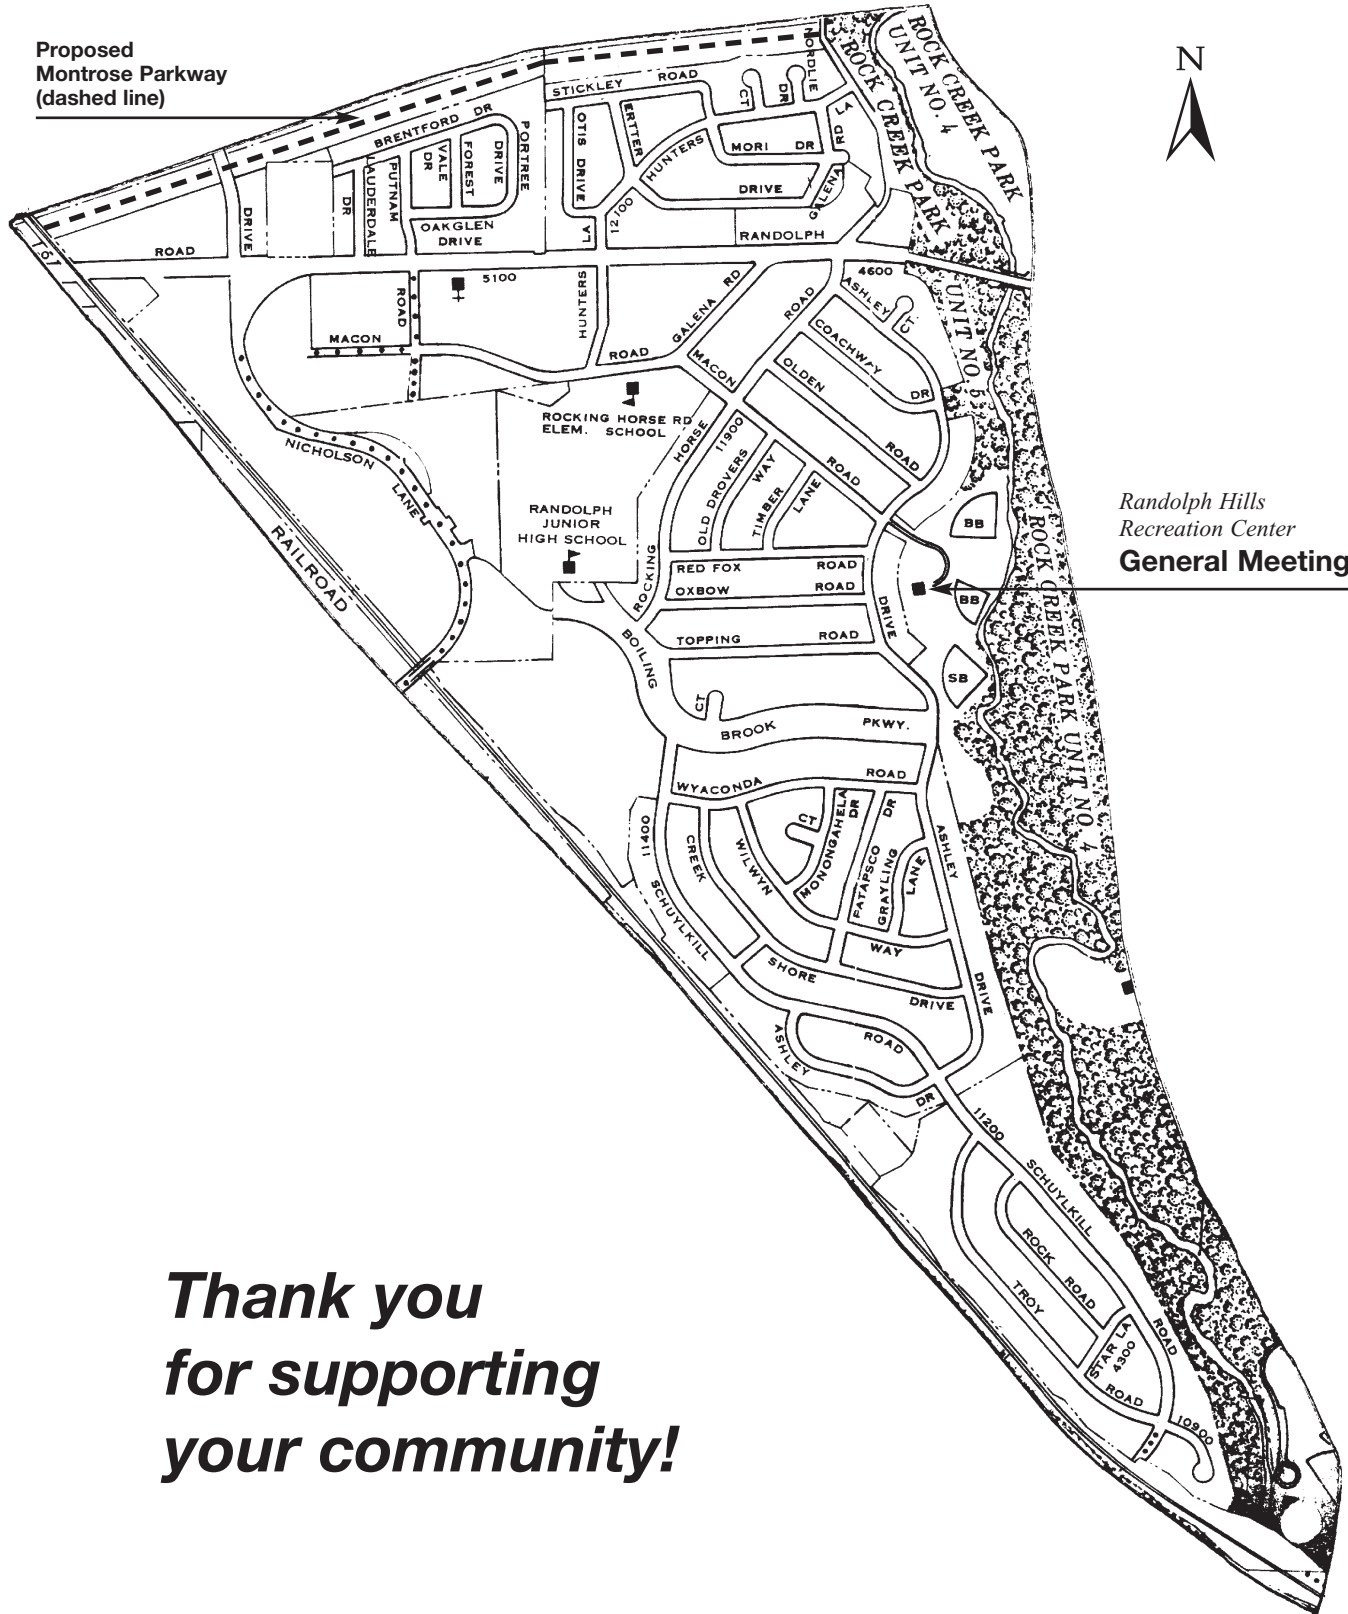 Proposed
Montrose Parkway
(dashed line)
N
ROCK CREEK PARK
UNIT NO. 4
ROCK CREEK PARK
UNIT NO. 5
NORDLIE
STICKLEY ROAD
CT
DR
LA
BRENTFORD DR
PORTREE
DRIVE
FOREST
VALE
DR
PUTNAM
LAUDERDALE
DR
OAKGLEN
DRIVE
OTIS DRIVE
ERTTER
HUNTERS
LA
12100
MORI DR
DRIVE
GALENA
RD
RANDOLPH
ROAD
DRIVE
5100
4600
HUNTERS
ROAD
MACON
ROAD
GALENA RD
MACON
ROAD
ASHLEY
CT
COACHWAY
DR
OLDEN
ROAD
ROCKING HORSE RD
ELEM. SCHOOL
NICHOLSON
LANE
RAILROAD
RANDOLPH
JUNIOR
HIGH SCHOOL
ROCKING
HORSE
11900
OLD DROVERS
WAY
TIMBER
LANE
ROAD
RED FOX ROAD
OXBOW ROAD
TOPPING ROAD
DRIVE
BB
BB
SB
Randolph Hills
Recreation Center
General Meeting
ROCK CREEK PARK UNIT NO 4
BOILING
CT
BROOK PKWY.
WYACONDA ROAD
11400
CREEK
WILWYN
CT
MONONGAHELA
DR
PATAPSCO
DR
GRAYLING
LANE
ASHLEY
SCHUYLKILL
SHORE
WAY
DRIVE
DRIVE
ASHLEY
ROAD
DR
11200
SCHUYLKILL
ROCK
ROAD
TROY
STAR LA
4300
ROAD
ROAD
10900
Thank you
for supporting
your community!